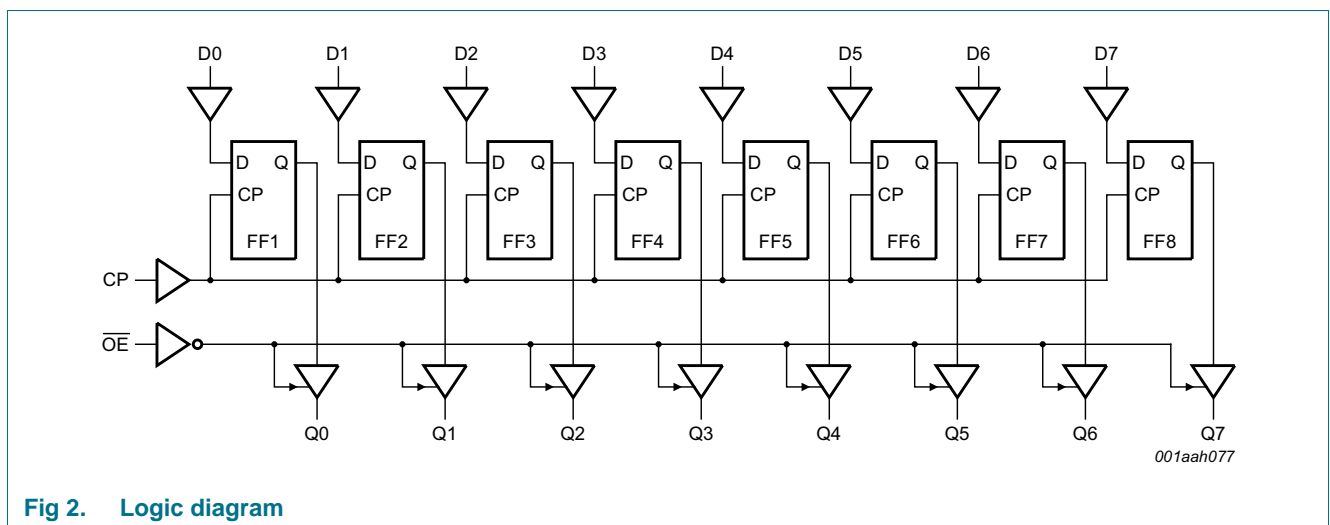 D0 D1 D2 D3 D4 D5 D6 D7
D Q D Q D Q D Q D Q D Q D Q D Q
CP CP CP CP CP CP CP CP
FF1 FF2 FF3 FF4 FF5 FF6 FF7 FF8
CP
OE
Q0 Q1 Q2 Q3 Q4 Q5 Q6 Q7
001aah077
Fig 2. Logic diagram